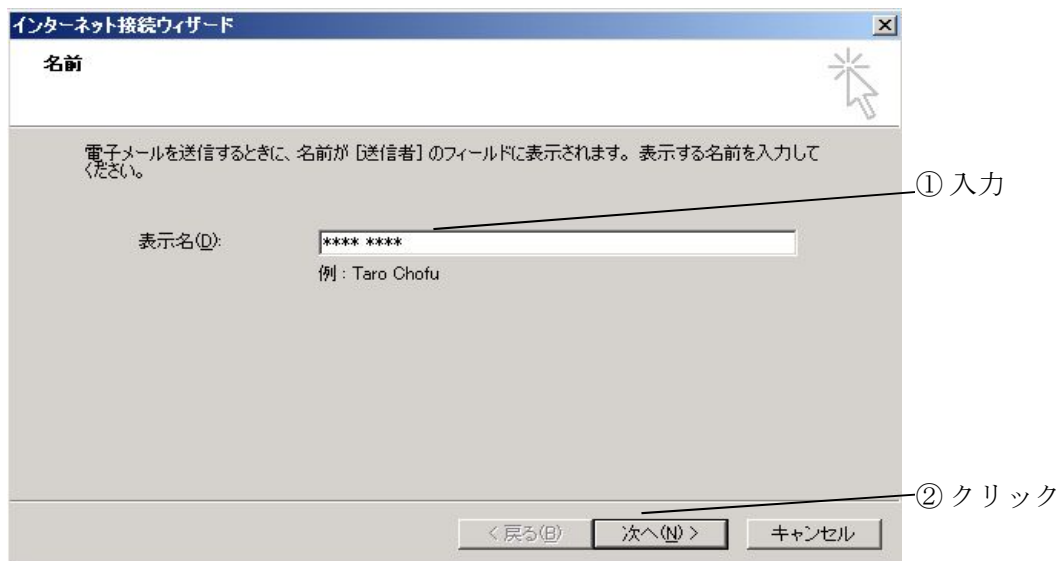 インターネット接続ウィザード
名前
電子メールを送信するときに、名前が [送信者] のフィールドに表示されます。表示する名前を入力して
ください。
① 入力
表示名(D):
**** ****
例 : Taro Chofu
② クリック
< 戻る(B)
次へ(N) >
キャンセル